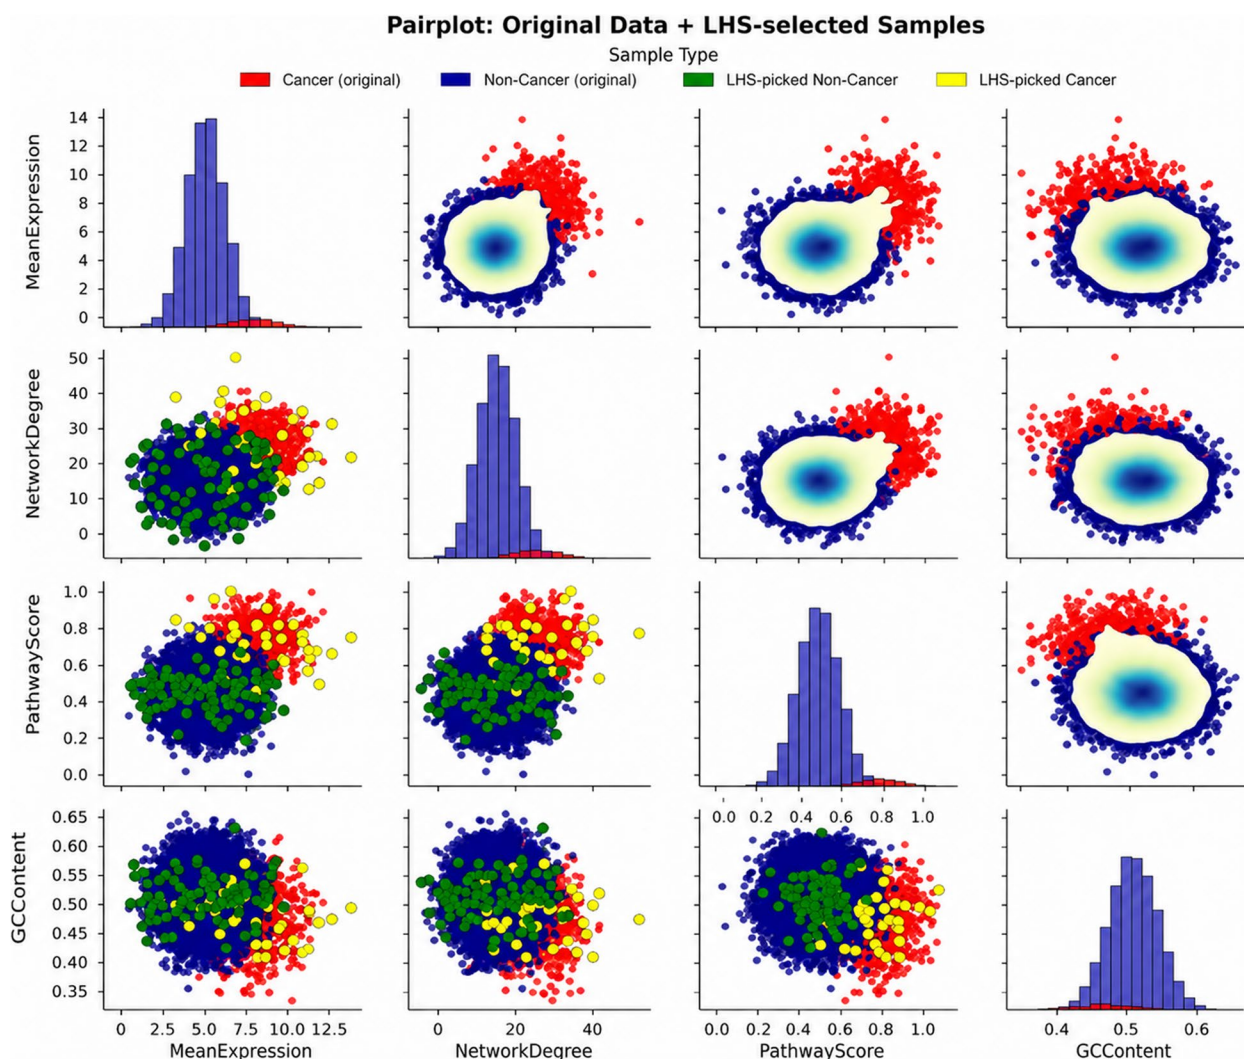 Pairplot: Original Data + LHS-selected Samples
Sample Type
Cancer (original) Non-Cancer (original) LHS-picked Non-Cancer LHS-picked Cancer
MeanExpression
14
12
10
8
6
4
2
0
NetworkDegree
50
40
30
20
10
0
PathwayScore
1.0
0.8
0.6
0.4
0.2
0.0
0.0 0.2 0.4 0.6 0.8 1.0
GCContent
0.65
0.60
0.55
0.50
0.45
0.40
0.35
0 2.5 5.0 7.5 10.0 12.5
0 20 40
0.0 0.2 0.4 0.6 0.8 1.0
0.4 0.5 0.6
MeanExpression NetworkDegree PathwayScore GCContent